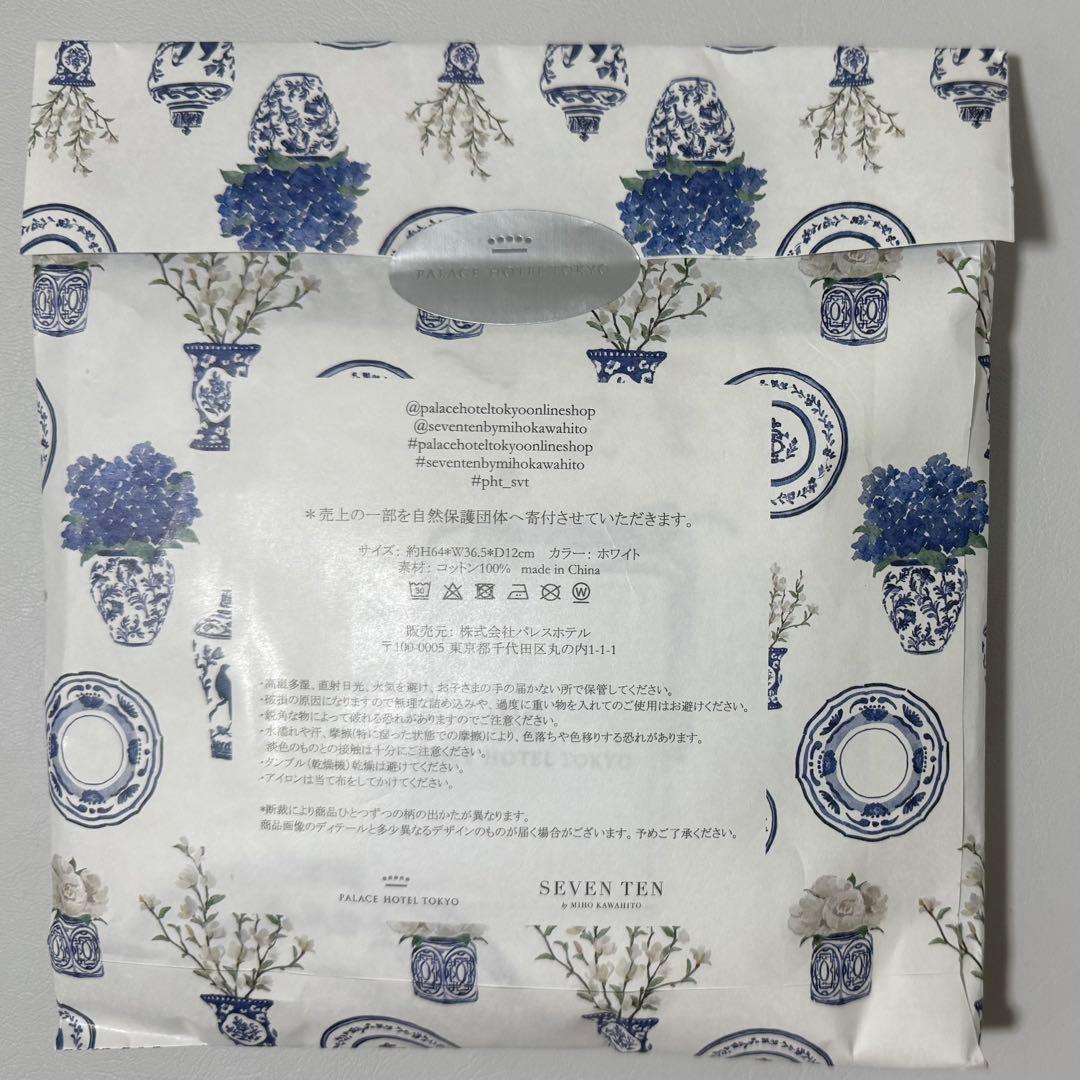 PALACE HOTEL TOKYO
@palacehoteltokyoonlineshop
@seventenbymihokawahito
#palacehoteltokyoonlineshop
#seventenbymihokawahito
#pht_svt
＊売上の一部を自然保護団体へ寄付させていただきます。
サイズ: 約H64*W36.5*D12cm カラー: ホワイト
素材: コットン100% made in China
30
W
販売元: 株式会社パレスホテル
〒100-0005 東京都千代田区丸の内1-1-1
・高温多湿、直射日光、火気を避け、お子さまの手の届かない所で保管してください。
・破損の原因になりますので無理な詰め込みや、過度に重い物を入れてのご使用はお避けください。
・鋭角な物によって破れる恐れがありますのでご注意ください。
・水濡れや汗、摩擦(特に湿った状態での摩擦)により、色落ちや色移りする恐れがあります。
淡色のものとの接触は十分にご注意ください。
・タンブル(乾燥機)乾燥は避けてください。
・アイロンは当て布をしてかけてください。
HOTEL TOKYO
*断裁により商品ひとつずつの柄の出かたが異なります。
商品画像のディテールと多少異なるデザインのものが届く場合がございます。予めご了承ください。
PALACE HOTEL TOKYO
SEVEN TEN
by MIHO KAWAHITO